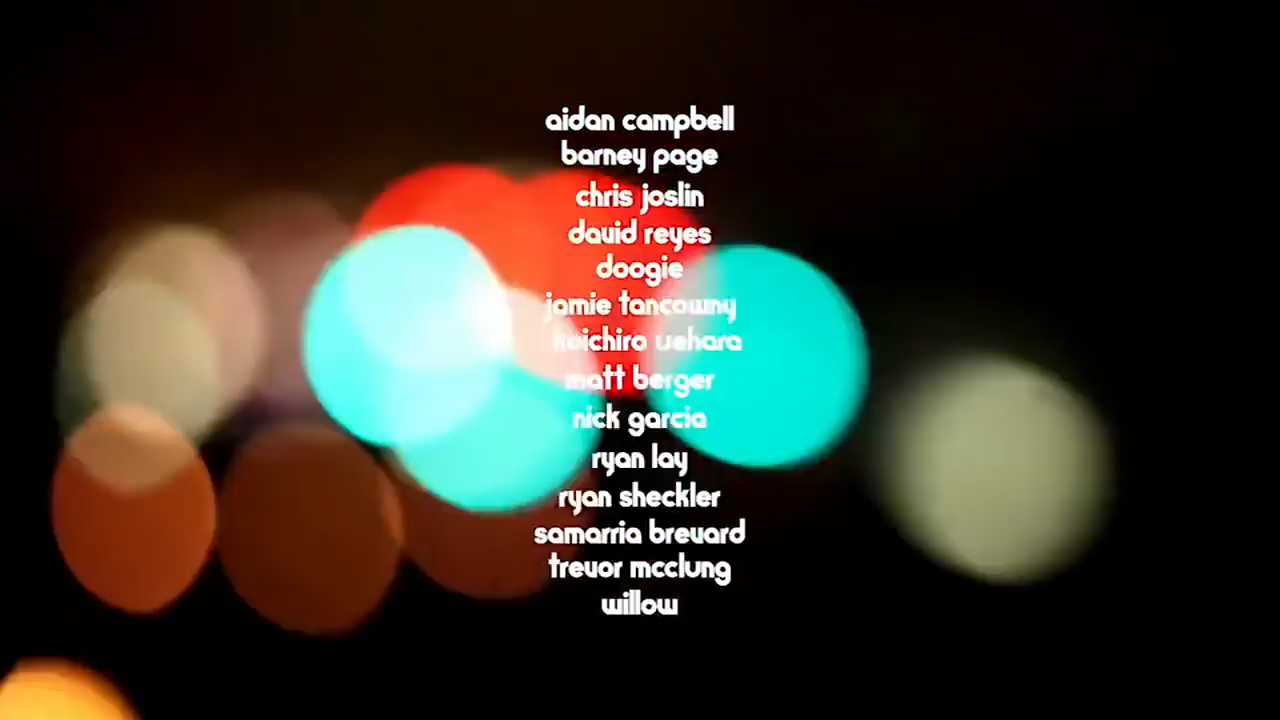 aidan campbell
barney page
chris joslin
david reyes
doogie
jamie tancowny
koichiro uehara
matt berger
nick garcia
ryan lay
ryan sheckler
samarria brevard
trevor mcclung
willow